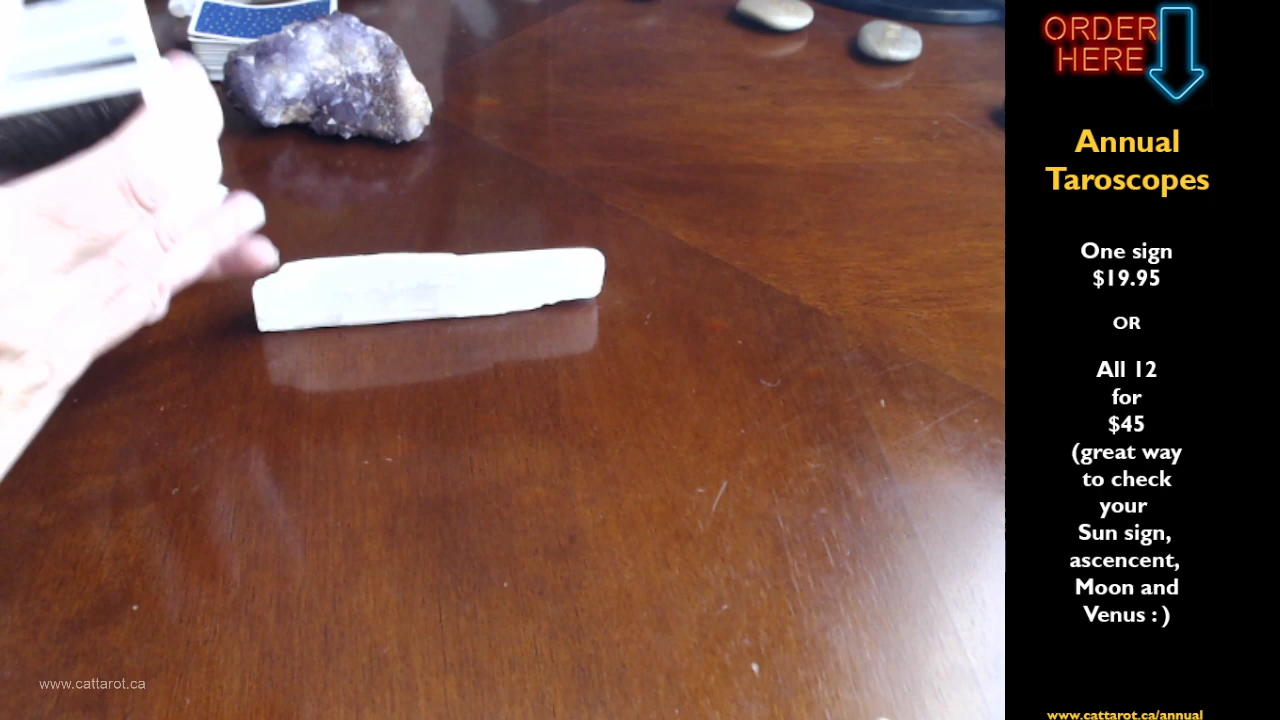 ORDER
HERE
Annual
Taroscopes
One sign
$19.95
OR
All 12
for
$45
(great way
to check
your
Sun sign,
ascencent,
Moon and
Venus : )
www.cattarot.ca
www.cattarot.ca/annual